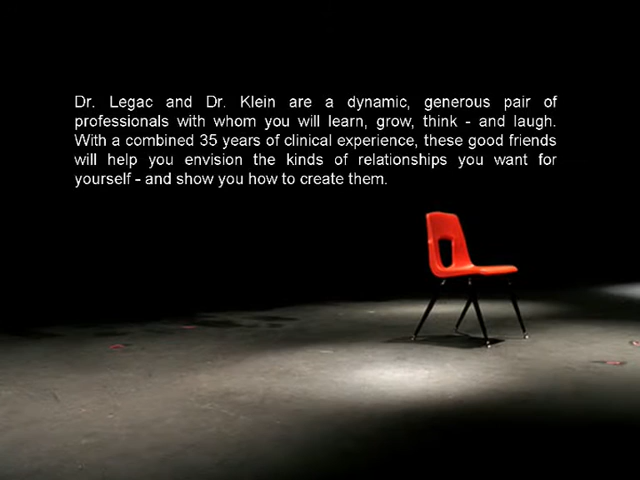 Dr. Legac and Dr. Klein are a dynamic, generous pair of
professionals with whom you will learn, grow, think - and laugh.
With a combined 35 years of clinical experience, these good friends
will help you envision the kinds of relationships you want for
yourself - and show you how to create them.